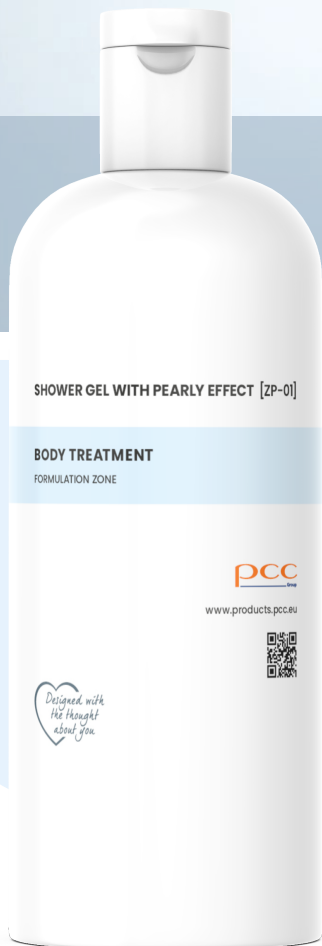 SHOWER GEL WITH PEARLY EFFECT [ZP-01]
BODY TREATMENT
FORMULATION ZONE
pcc
Group
www.products.pcc.eu
Designed with
the thought
about you